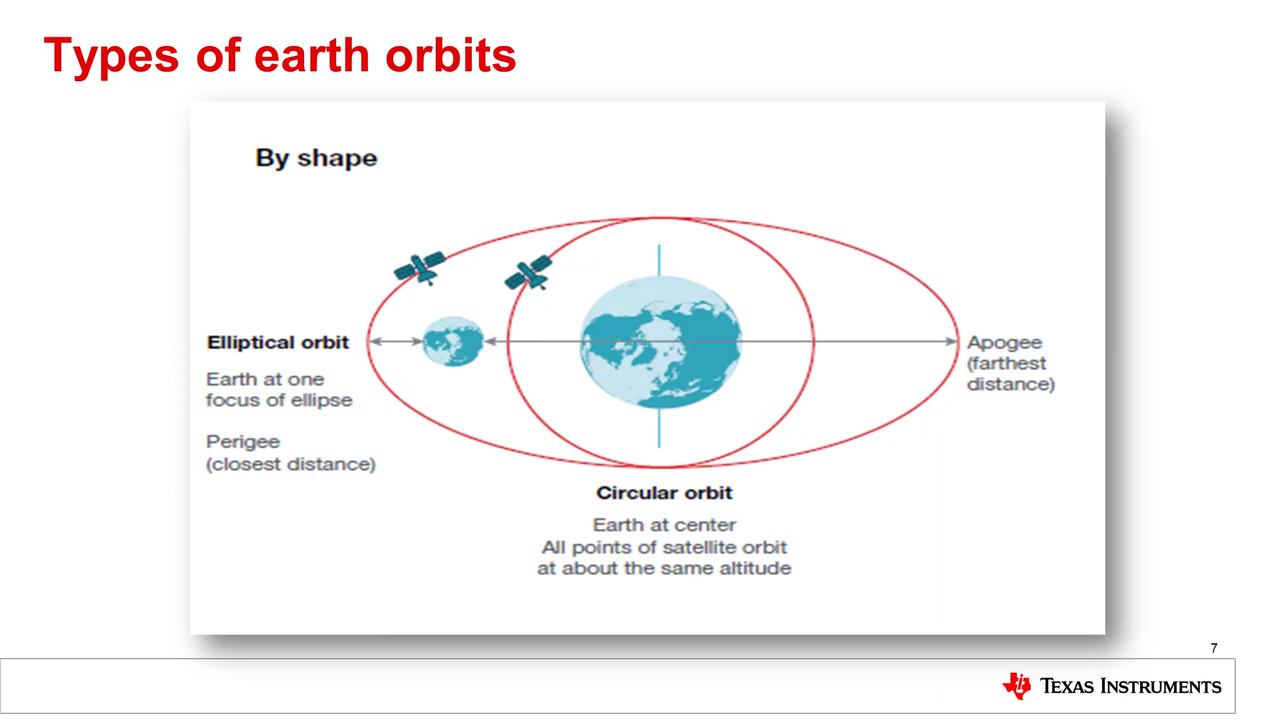 Types of earth orbits
By shape
Elliptical orbit
Earth at one
focus of ellipse
Perigee
(closest distance)
Apogee
(farthest
distance)
Circular orbit
Earth at center
All points of satellite orbit
at about the same altitude
7
TEXAS INSTRUMENTS